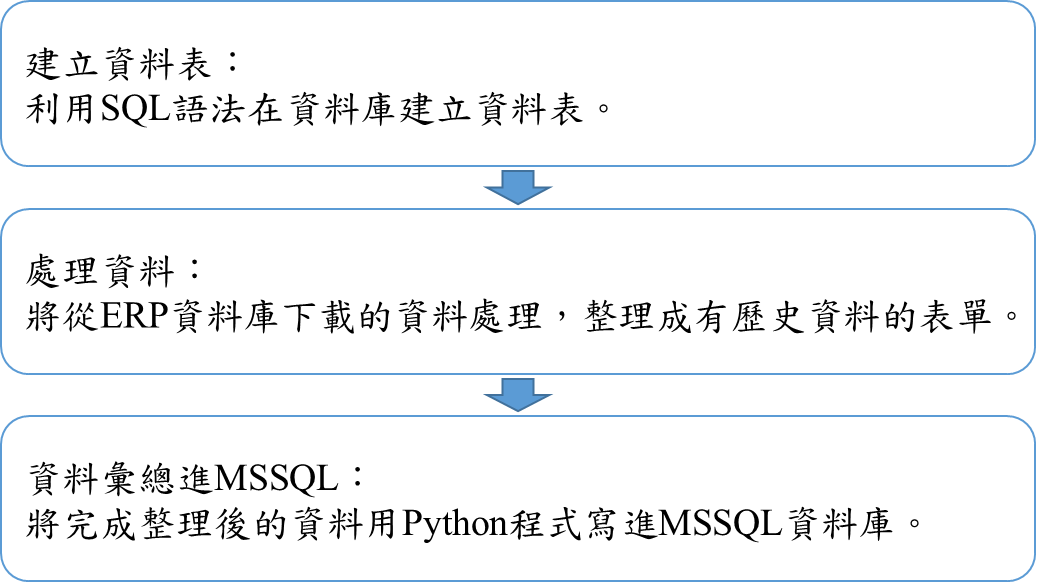 建立資料表：
利用SQL語法在資料庫建立資料表。
處理資料：
將從ERP資料庫下載的資料處理，整理成有歷史資料的表單。
資料彙總進MSSQL：
將完成整理後的資料用Python程式寫進MSSQL資料庫。